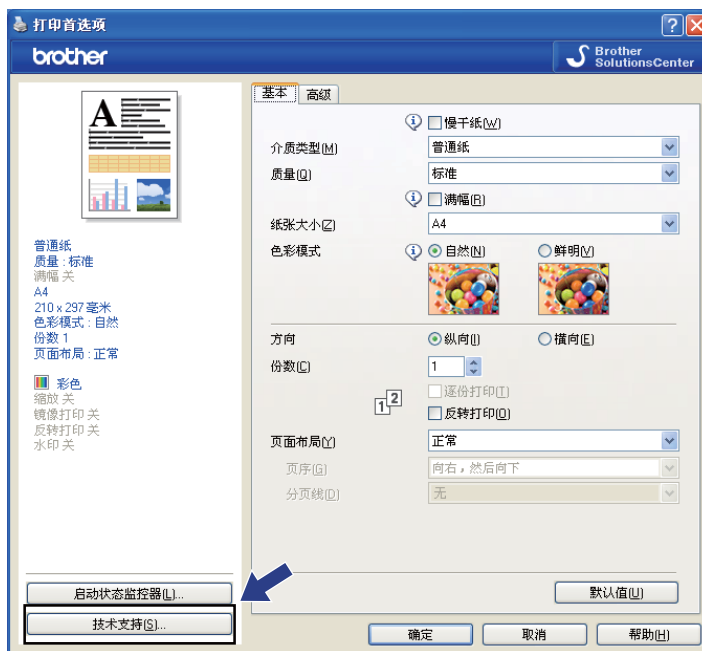 打印首选项
brother
Brother
SolutionsCenter
基本 高级
慢干纸(W)
介质类型(M) 普通纸
质量(Q) 标准
满幅(R)
纸张大小(Z) A4
色彩模式 自然(N) 鲜明(V)
方向 纵向(I) 横向(E)
份数(C) 1
逐份打印(T)
12
反转打印(O)
页面布局(Y) 正常
页序(G) 向右，然后向下
分页线(D) 无
默认值(U)
A
普通纸
质量 : 标准
满幅 关
A4
210 x 297 毫米
色彩模式 : 自然
份数 1
页面布局 : 正常
彩色
缩放 关
镜像打印 关
反转打印 关
水印 关
启动状态监控器(L)...
技术支持(S)...
确定 取消 帮助(H)